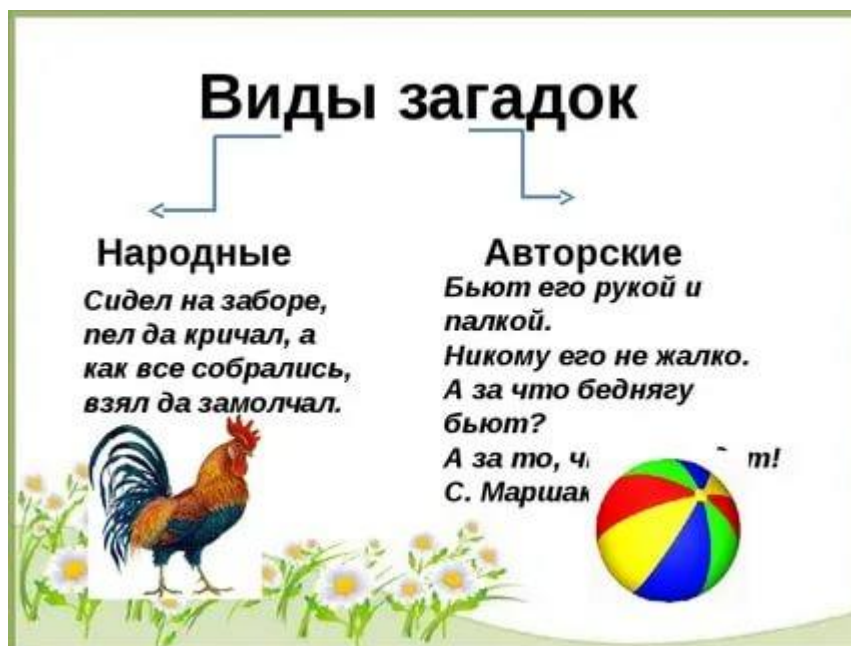 Виды загадок
Народные
Сидел на заборе,
пел да кричал, а
как все собрались,
взял да замолчал.
Авторские
Бьют его рукой и
палкой.
Никому его не жалко.
А за что беднягу
бьют?
А за то,
С. Маршак